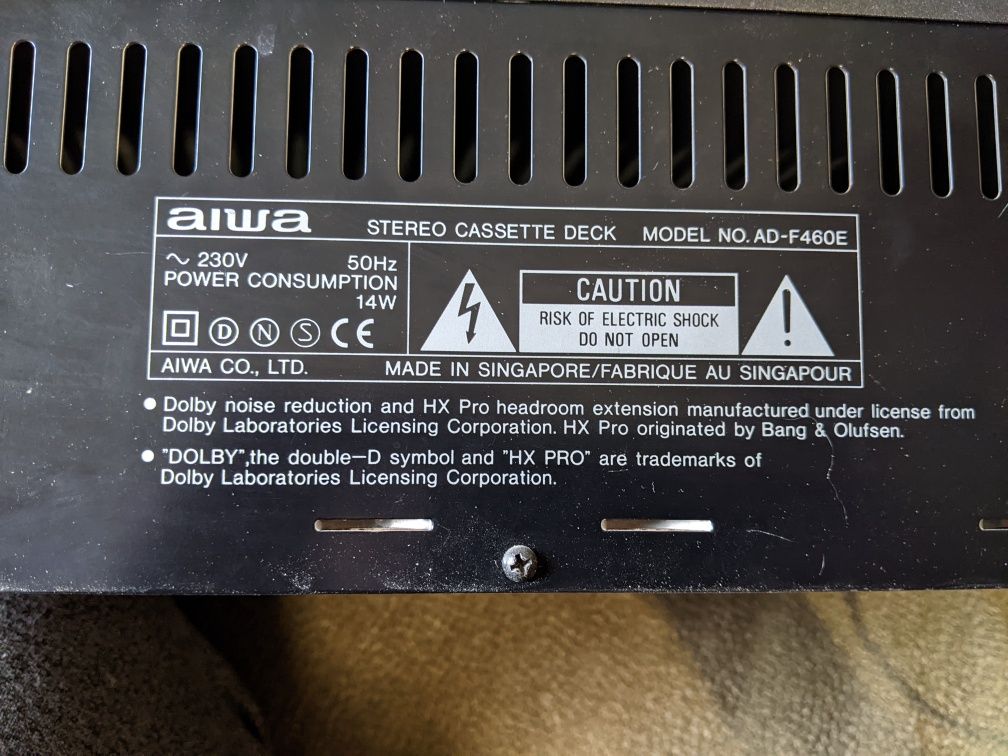 aiwa STEREO CASSETTE DECK MODEL NO. AD-F460E
~ 230V 50Hz
POWER CONSUMPTION
14W
D N S CE
CAUTION
RISK OF ELECTRIC SHOCK
DO NOT OPEN
!
AIWA CO., LTD. MADE IN SINGAPORE/FABRIQUE AU SINGAPOUR
● Dolby noise reduction and HX Pro headroom extension manufactured under license from
Dolby Laboratories Licensing Corporation. HX Pro originated by Bang & Olufsen.
● "DOLBY",the double-D symbol and "HX PRO" are trademarks of
Dolby Laboratories Licensing Corporation.